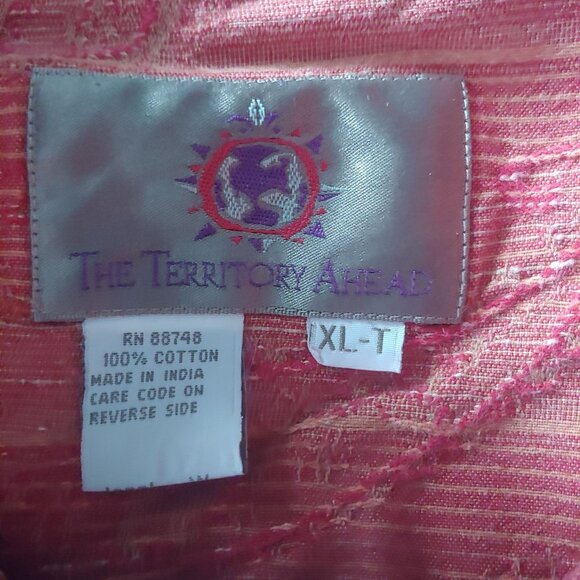 THE TERRITORY AHEAD
XL-T
RN 88748
100% COTTON
MADE IN INDIA
CARE CODE ON
REVERSE SIDE